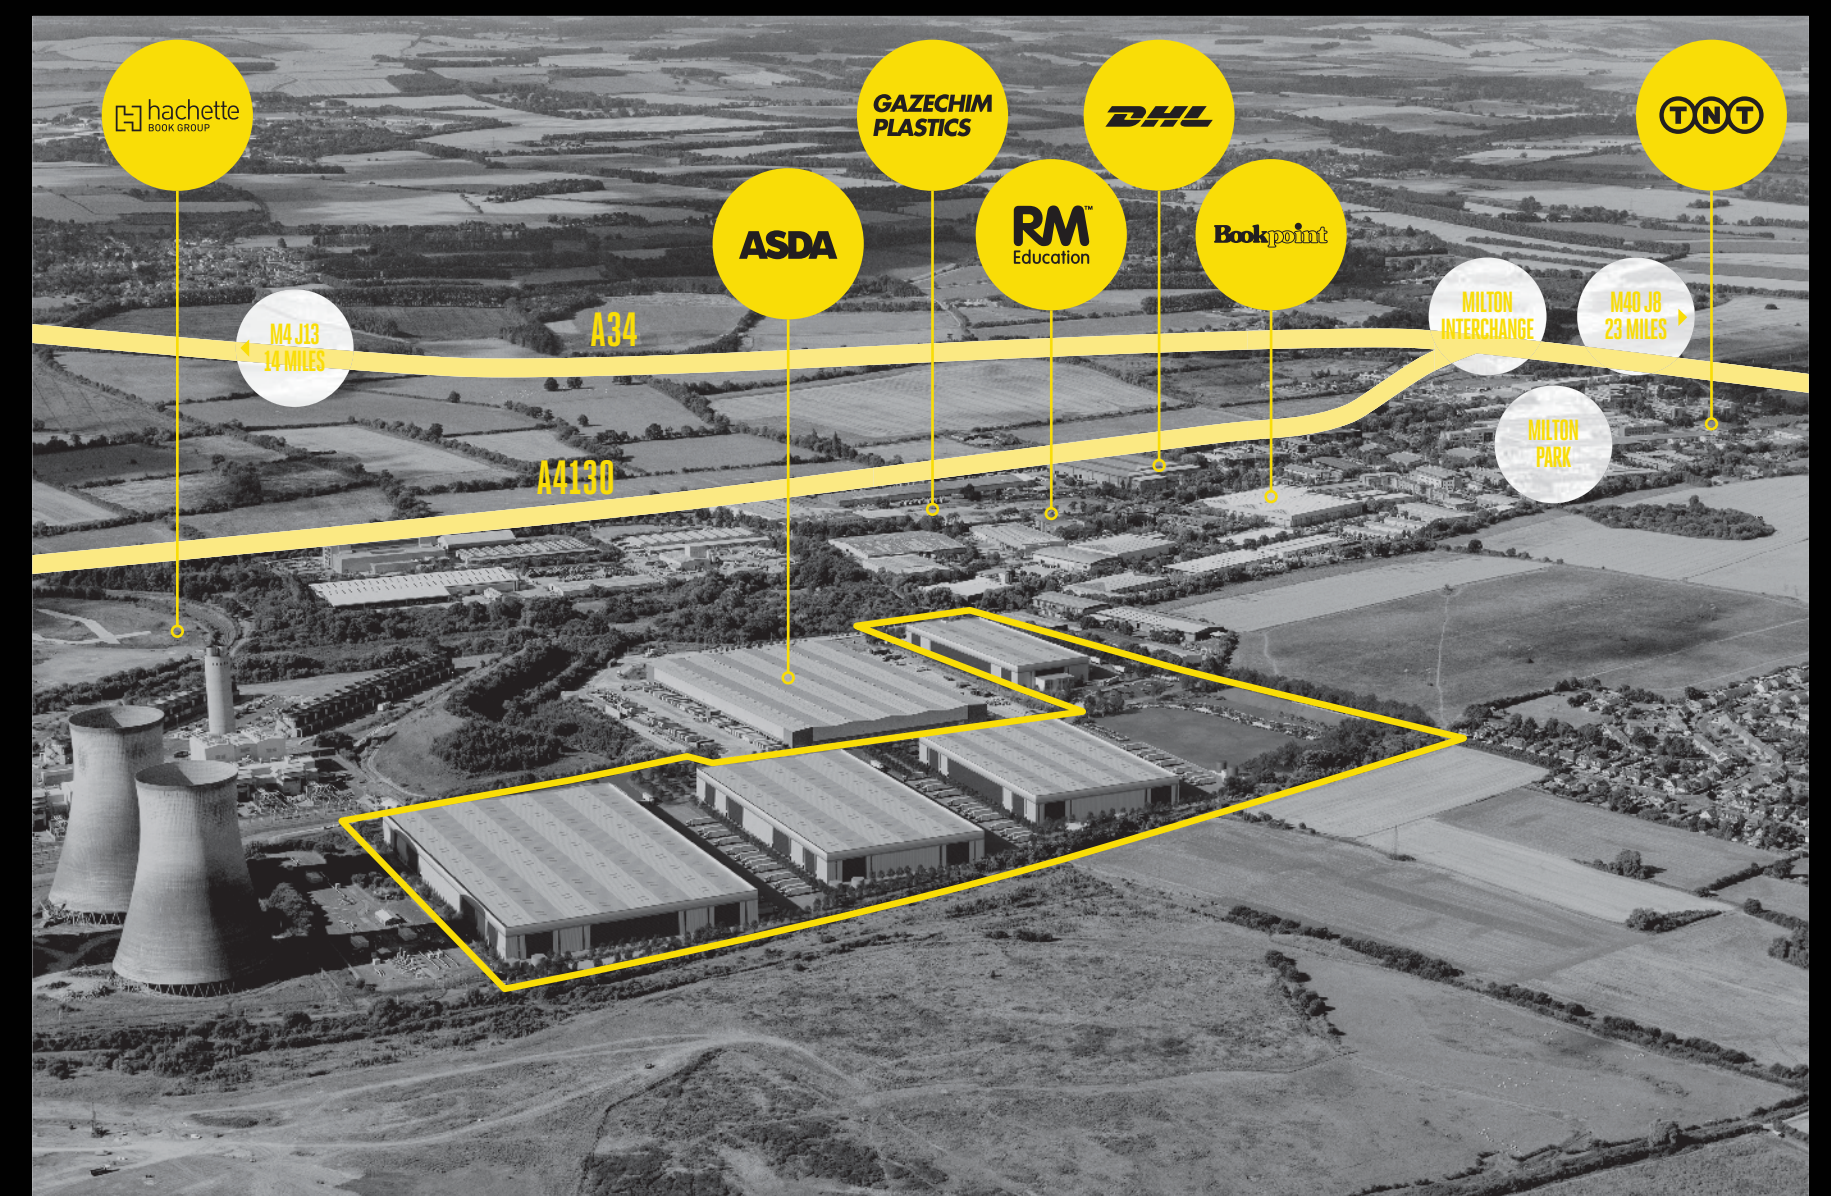 hachette
BOOK GROUP
GAZECHIM
PLASTICS
DHL
TNT
ASDA
RM™
Education
Bookpoint
M4 J13
14 MILES
A34
MILTON
INTERCHANGE
M40 J8
23 MILES
MILTON
PARK
A4130